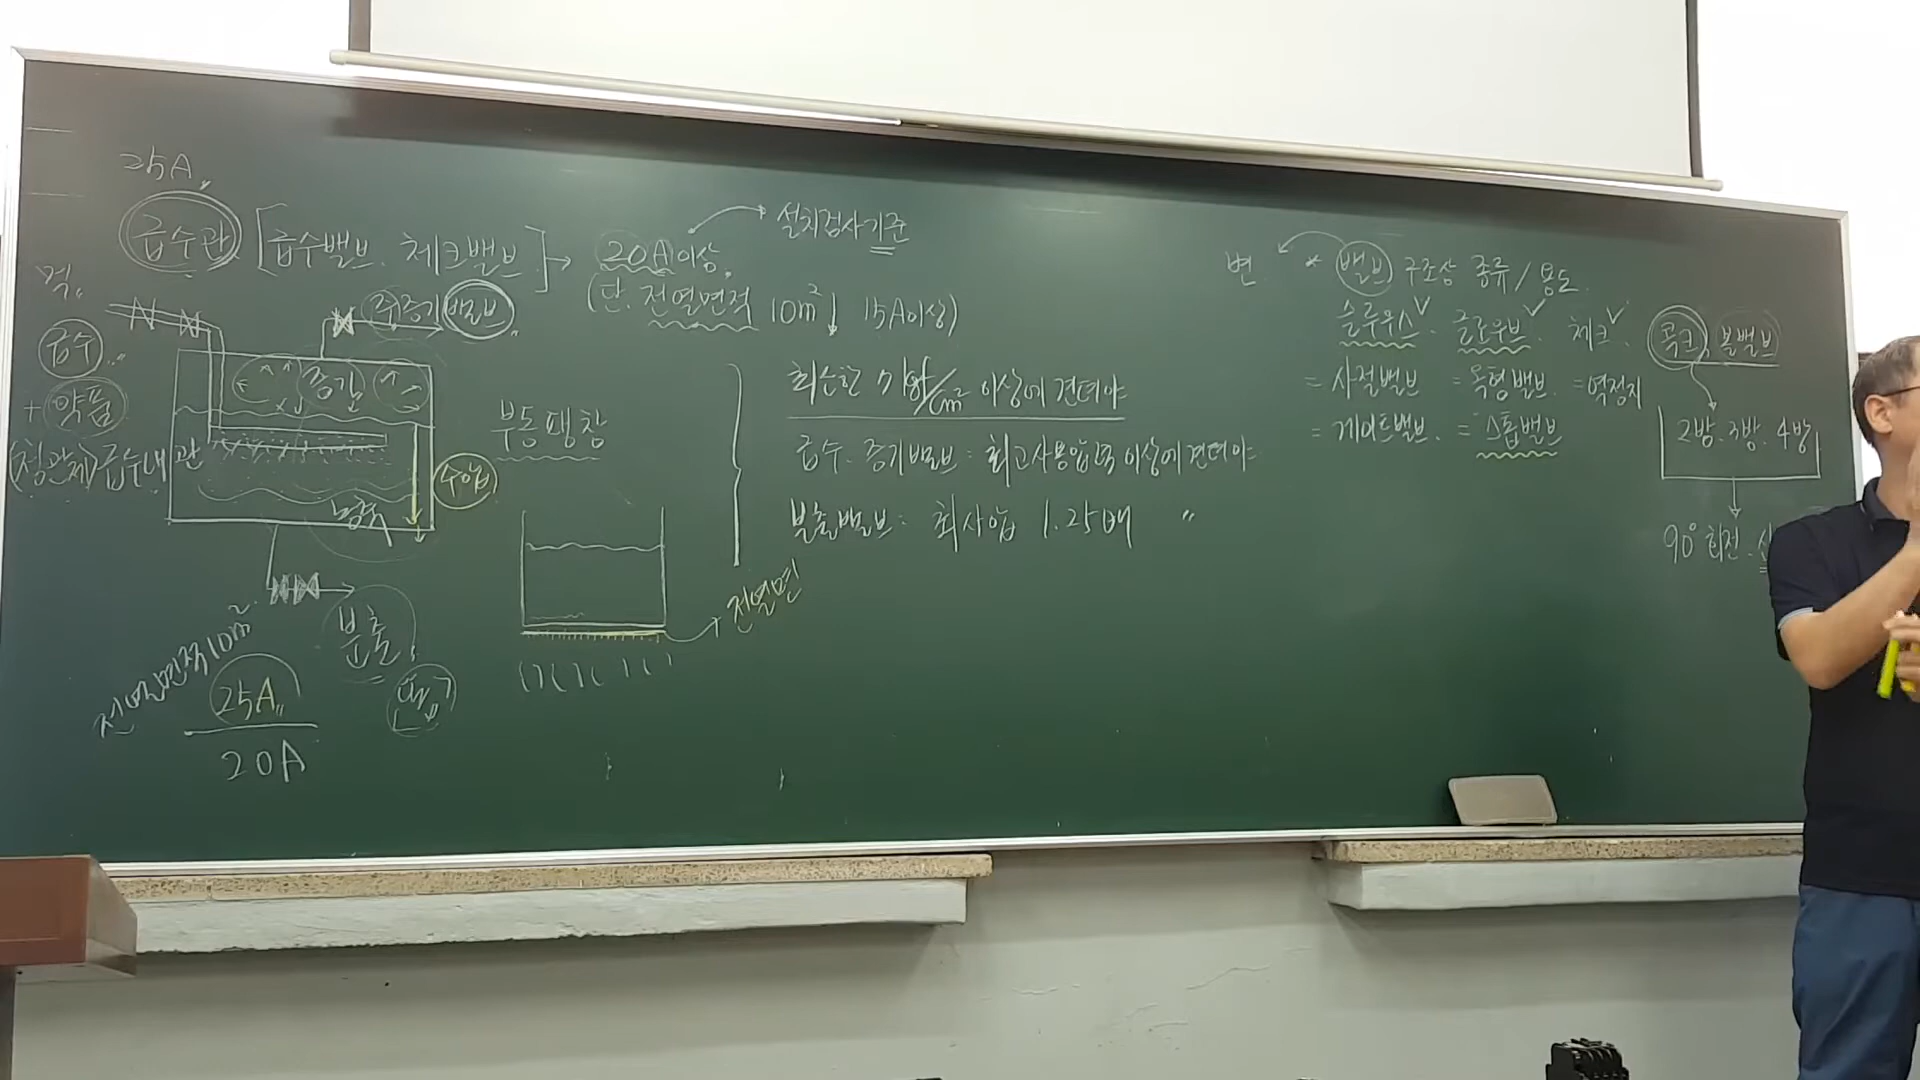 25A
급수관 [급수밸브. 체크밸브] → 20A이상.
설치검사기준
(단. 전열면적 10m² ↓ 15A이상)
주증기밸브
급수
+ 약품
(청관제) 급수내관
증기
수압
부동팽창
분출
전열면적 10m²
25A
20A
전열면
최소한 7 /cm² 이상에 견뎌야
급수. 증기밸브 : 최고사용압력 이상에 견뎌야
분출밸브 : 최사압 1.25배 〃
변 * 밸브 구조상 종류 / 용도
슬루우스. 글로우브. 체크.
= 사절밸브 = 옥형밸브. = 역정지
= 게이트밸브. = 스톱밸브
콕크. 볼밸브
2방. 3방. 4방
90° 회전.